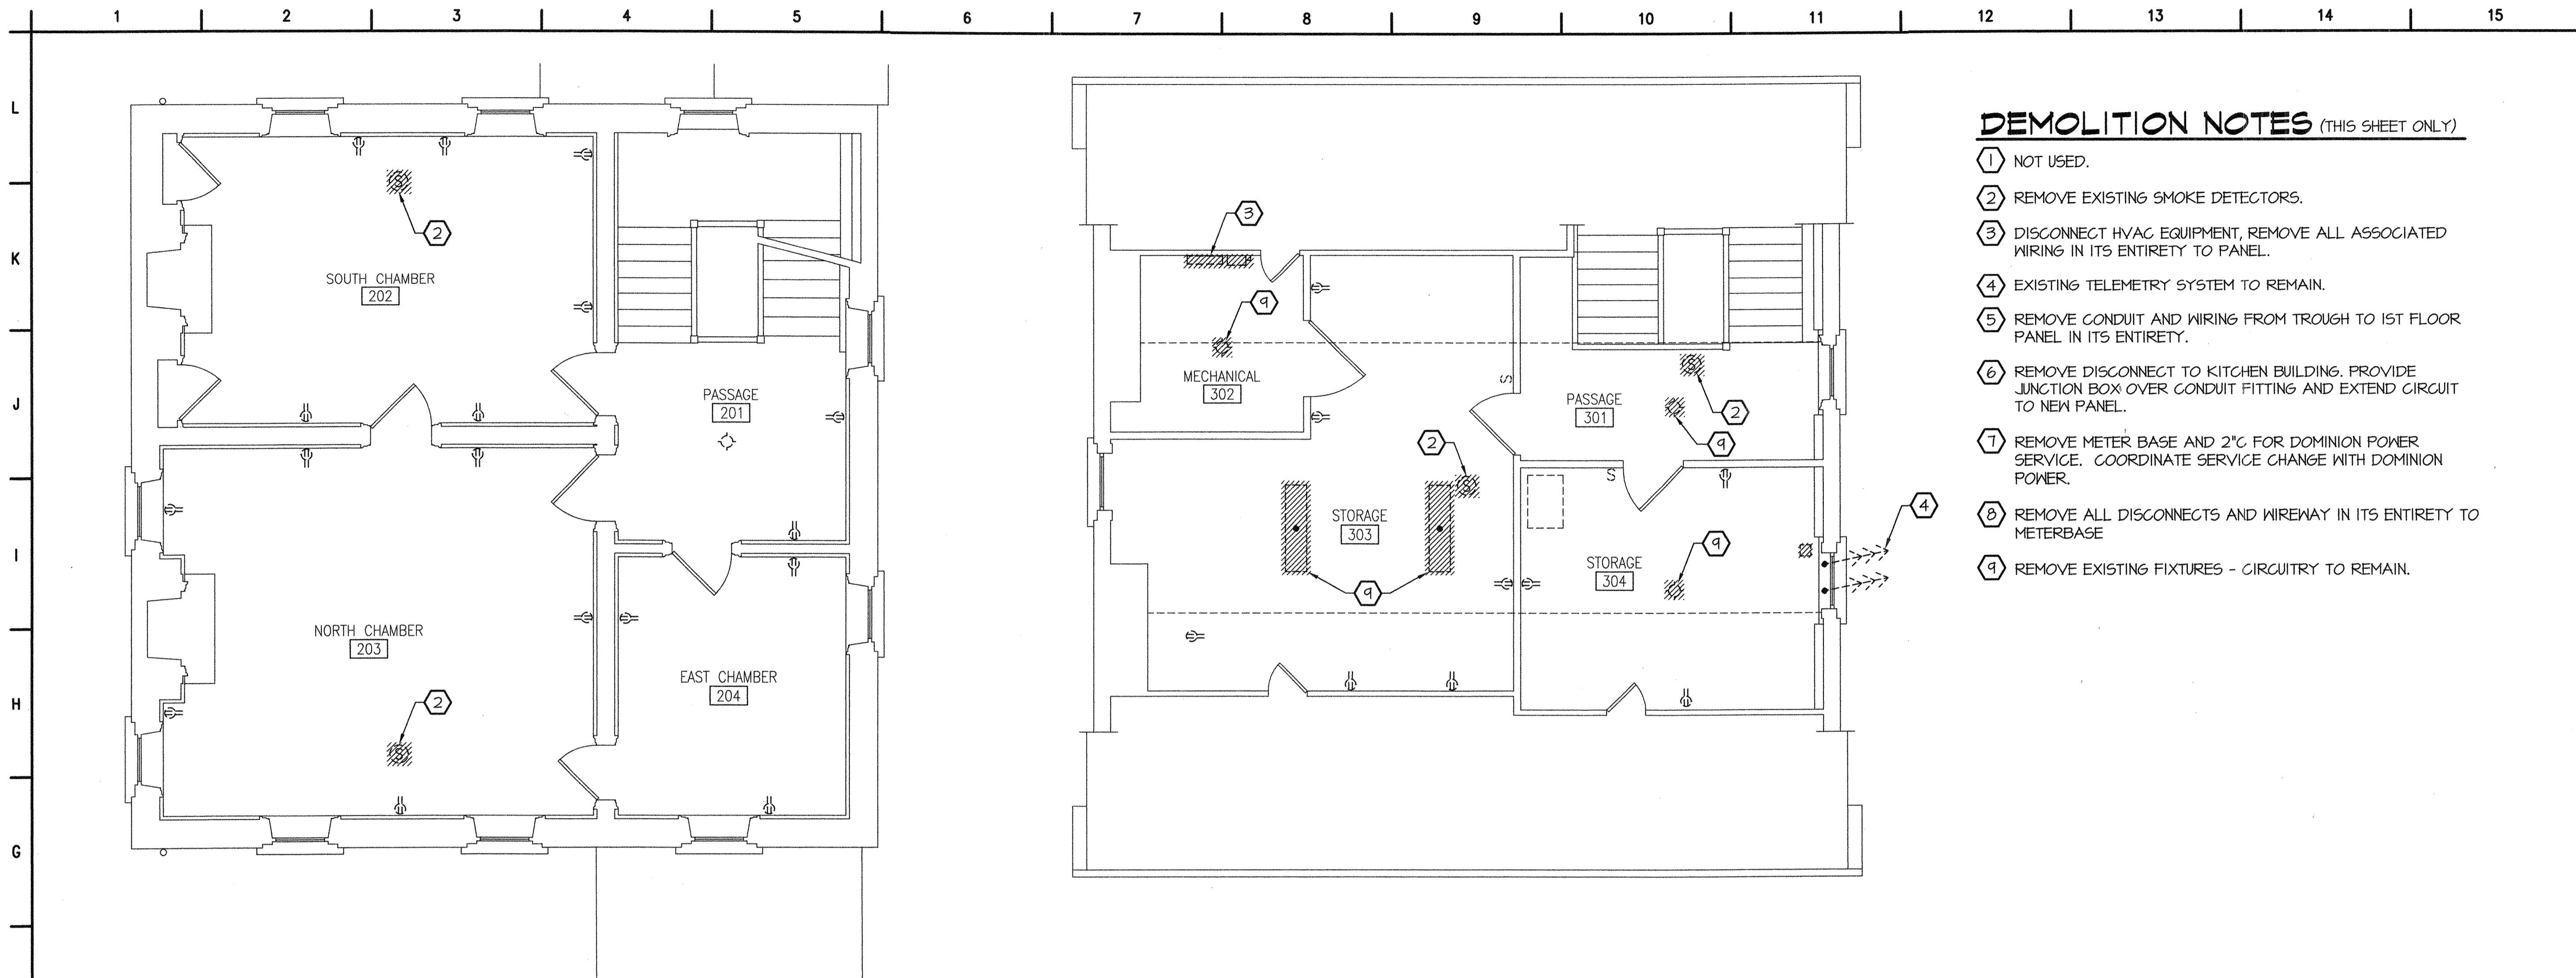 1 2 3 4 5 6 7 8 9 10 11 12 13 14 15
L
K
J
I
H
G
S
2
SOUTH CHAMBER
202
PASSAGE
201
NORTH CHAMBER
203
S
2
EAST CHAMBER
204
3
9
MECHANICAL
302
S
S
2
PASSAGE
301
9
2
S
S
STORAGE
303
9
STORAGE
304
9
4
DEMOLITION NOTES (THIS SHEET ONLY)
1 NOT USED.
2 REMOVE EXISTING SMOKE DETECTORS.
3 DISCONNECT HVAC EQUIPMENT, REMOVE ALL ASSOCIATED
WIRING IN ITS ENTIRETY TO PANEL.
4 EXISTING TELEMETRY SYSTEM TO REMAIN.
5 REMOVE CONDUIT AND WIRING FROM TROUGH TO 1ST FLOOR
PANEL IN ITS ENTIRETY.
6 REMOVE DISCONNECT TO KITCHEN BUILDING. PROVIDE
JUNCTION BOX OVER CONDUIT FITTING AND EXTEND CIRCUIT
TO NEW PANEL.
7 REMOVE METER BASE AND 2"C FOR DOMINION POWER
SERVICE. COORDINATE SERVICE CHANGE WITH DOMINION
POWER.
8 REMOVE ALL DISCONNECTS AND WIREWAY IN ITS ENTIRETY TO
METERBASE
9 REMOVE EXISTING FIXTURES - CIRCUITRY TO REMAIN.